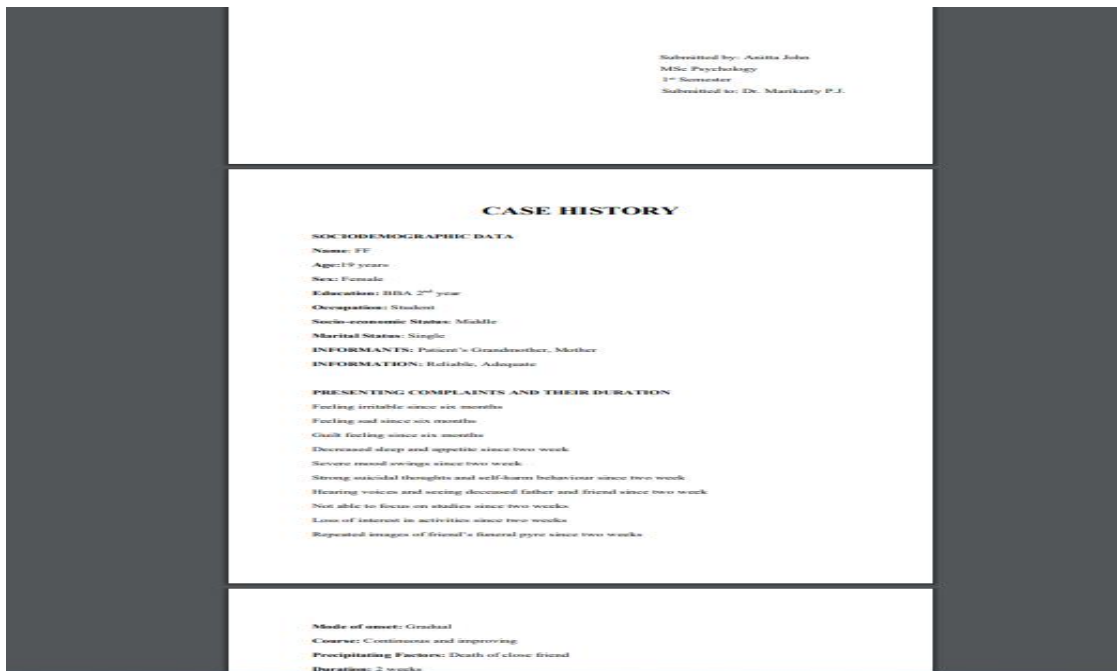 Submitted by: Anitta John
MSc Psychology
1st Semester
Submitted to: Dr. Marikutty P.J.
CASE HISTORY
SOCIODEMOGRAPHIC DATA
Name: FF
Age:19 years
Sex: Female
Education: BBA 2nd year
Occupation: Student
Socio-economic Status: Middle
Marital Status: Single
INFORMANTS: Patient's Grandmother, Mother
INFORMATION: Reliable, Adequate
PRESENTING COMPLAINTS AND THEIR DURATION
Feeling irritable since six months
Feeling sad since six months
Guilt feeling since six months
Decreased sleep and appetite since two week
Severe mood swings since two week
Strong suicidal thoughts and self-harm behaviour since two week
Hearing voices and seeing deceased father and friend since two week
Not able to focus on studies since two weeks
Loss of interest in activities since two weeks
Repeated images of friend's funeral pyre since two weeks
Mode of onset: Gradual
Course: Continuous and improving
Precipitating Factors: Death of close friend
Duration: 2 weeks